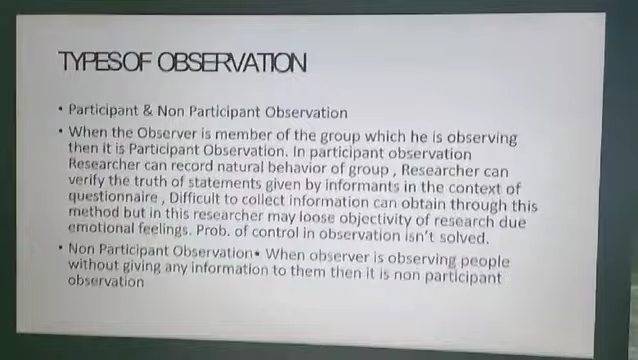 TYPES OF OBSERVATION
• Participant & Non Participant Observation
• When the Observer is member of the group which he is observing
then it is Participant Observation. In participant observation
Researcher can record natural behavior of group , Researcher can
verify the truth of statements given by informants in the context of
questionnaire , Difficult to collect information can obtain through this
method but in this researcher may loose objectivity of research due
emotional feelings. Prob. of control in observation isn't solved.
• Non Participant Observation• When observer is observing people
without giving any information to them then it is non participant
observation